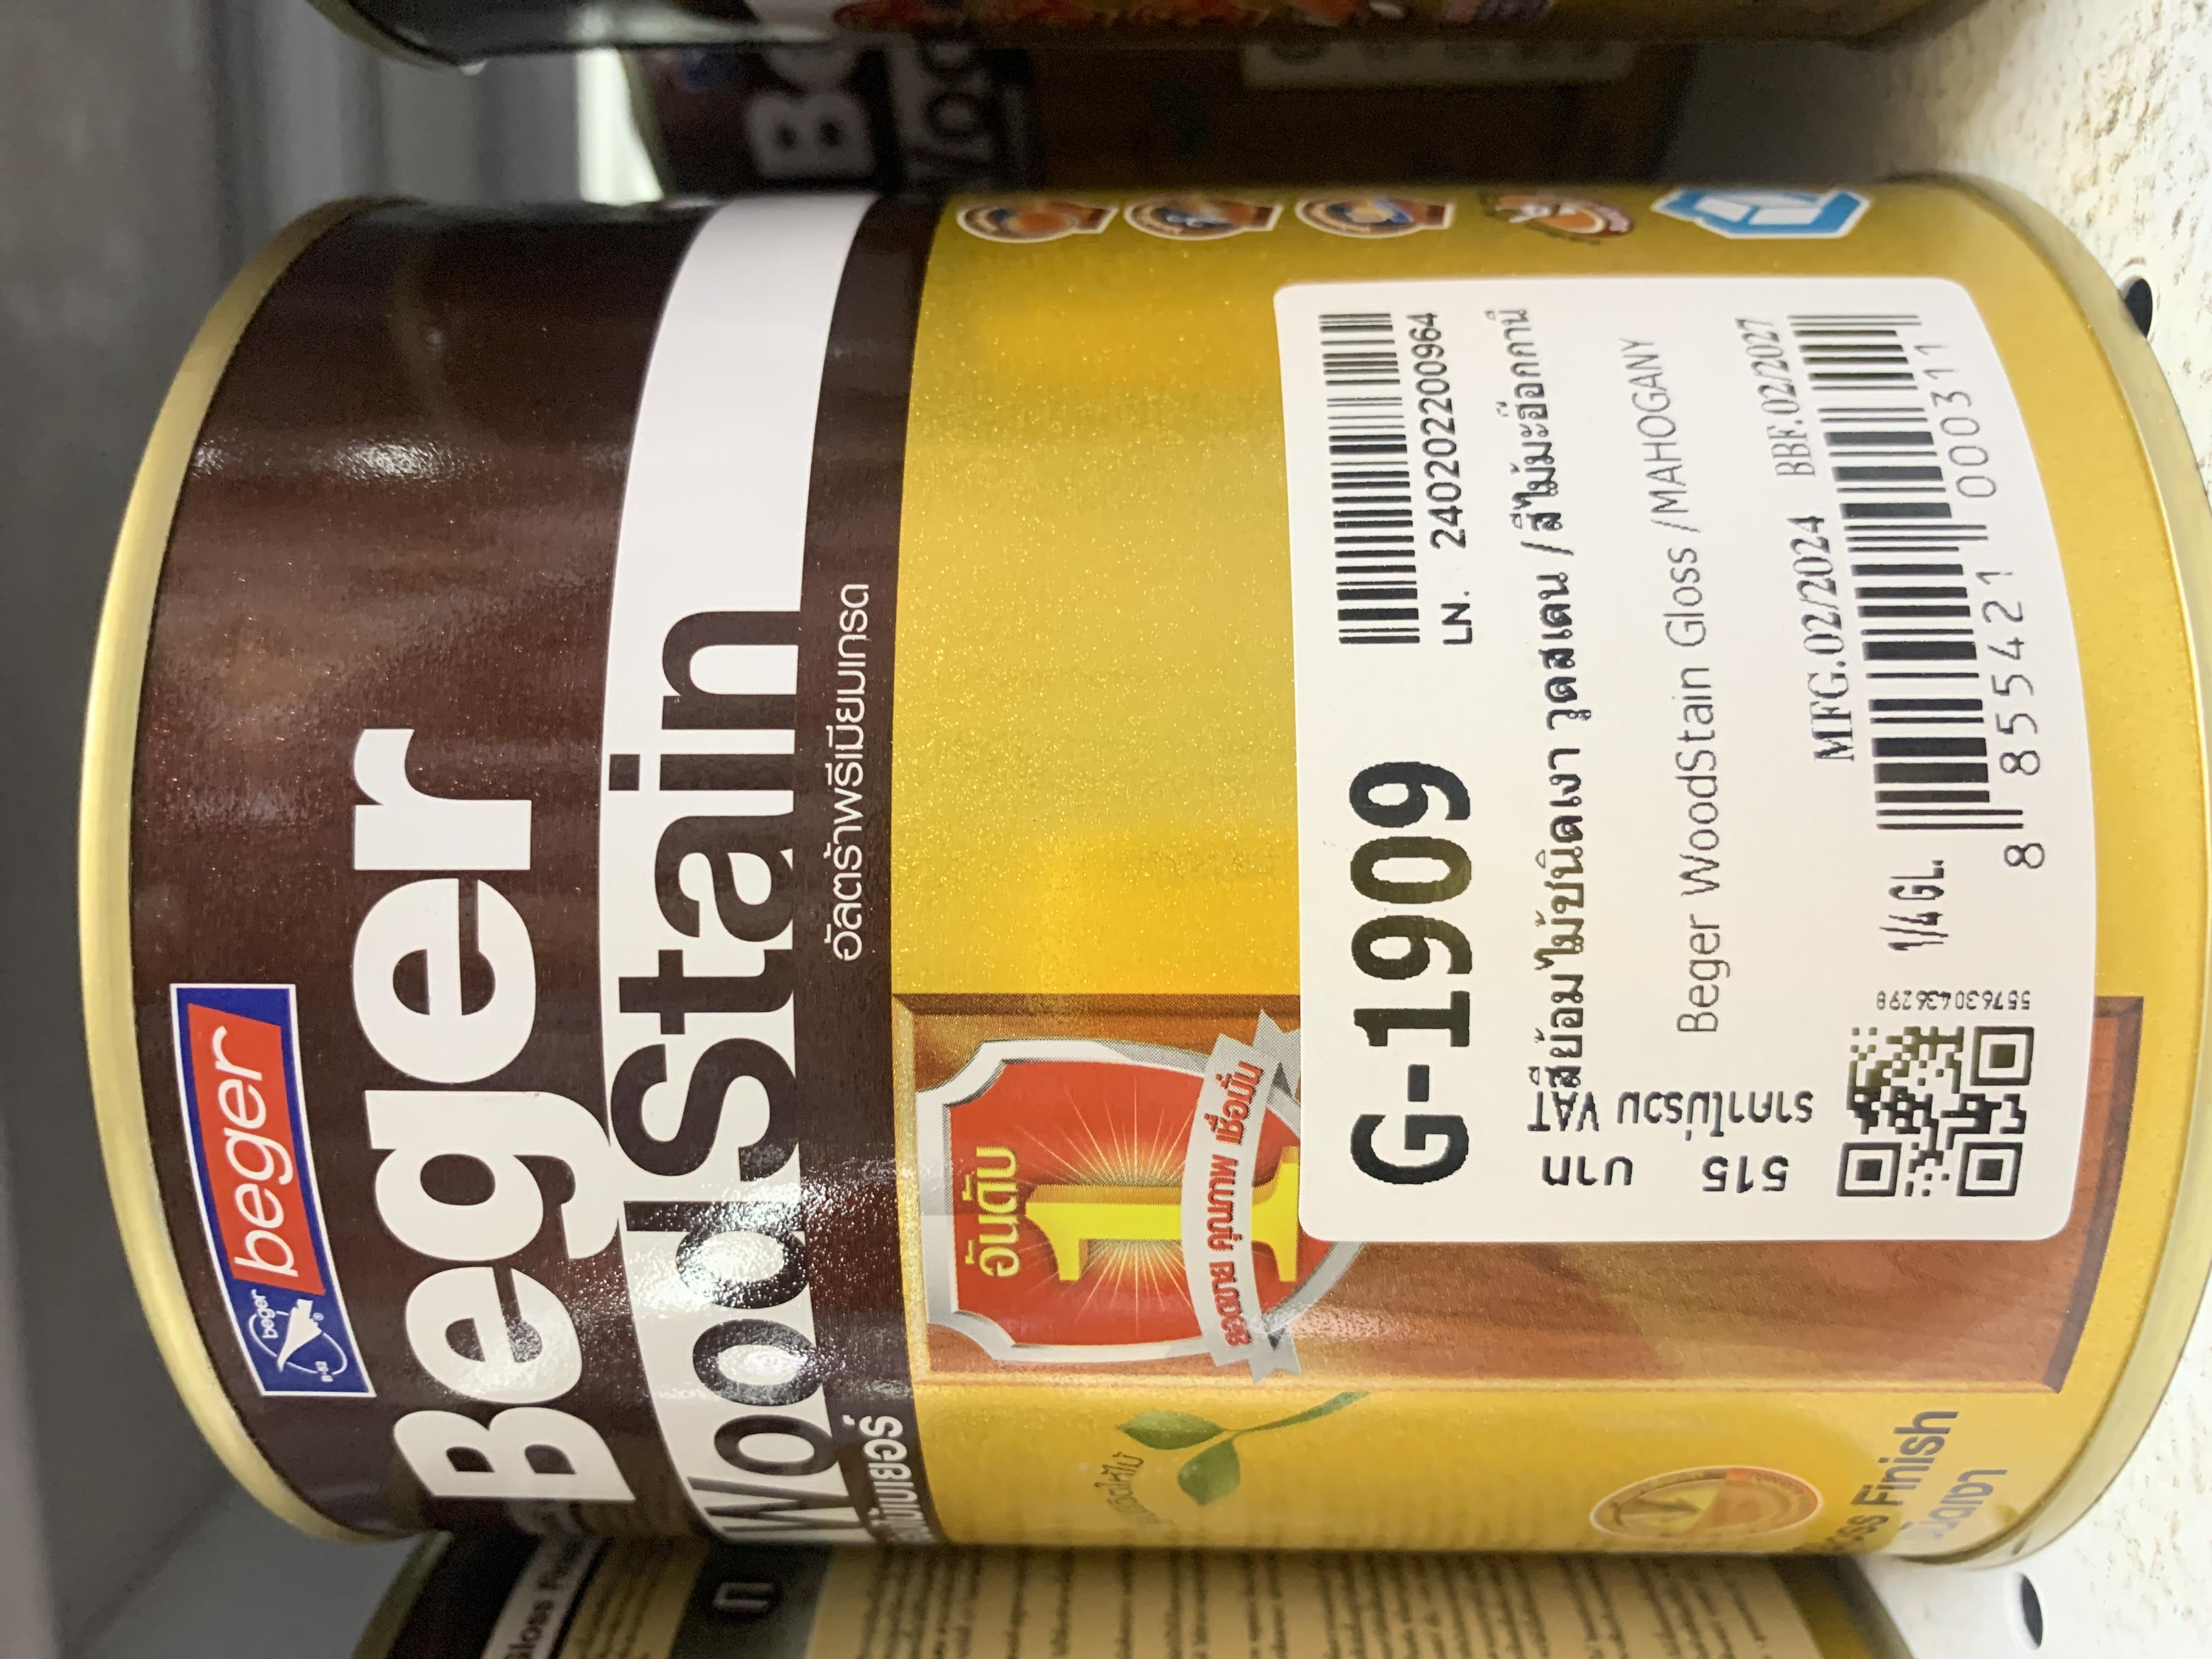 beger
beger
B-52
Beger
WoodStain
อัลตร้าพรีเมี่ยมเกรด
อันดับ
1
ยอดขาย คุณภาพ เชื่อมั่น
G-1909
LN. 240202200964
สีย้อมไม้ชนิดเงา วูดสเตน /สีไม้มะฮ็อกกานี
Beger WoodStain Gloss /MAHOGANY
MFG.02/2024 BBF.02/2027
1/4GL.
8 855421 000311
515 บาท
ราคาไม่รวม VAT
557630436298
Finish
Gloss
Be